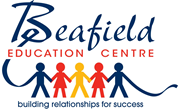 Beafield
EDUCATION CENTRE
building relationships for success